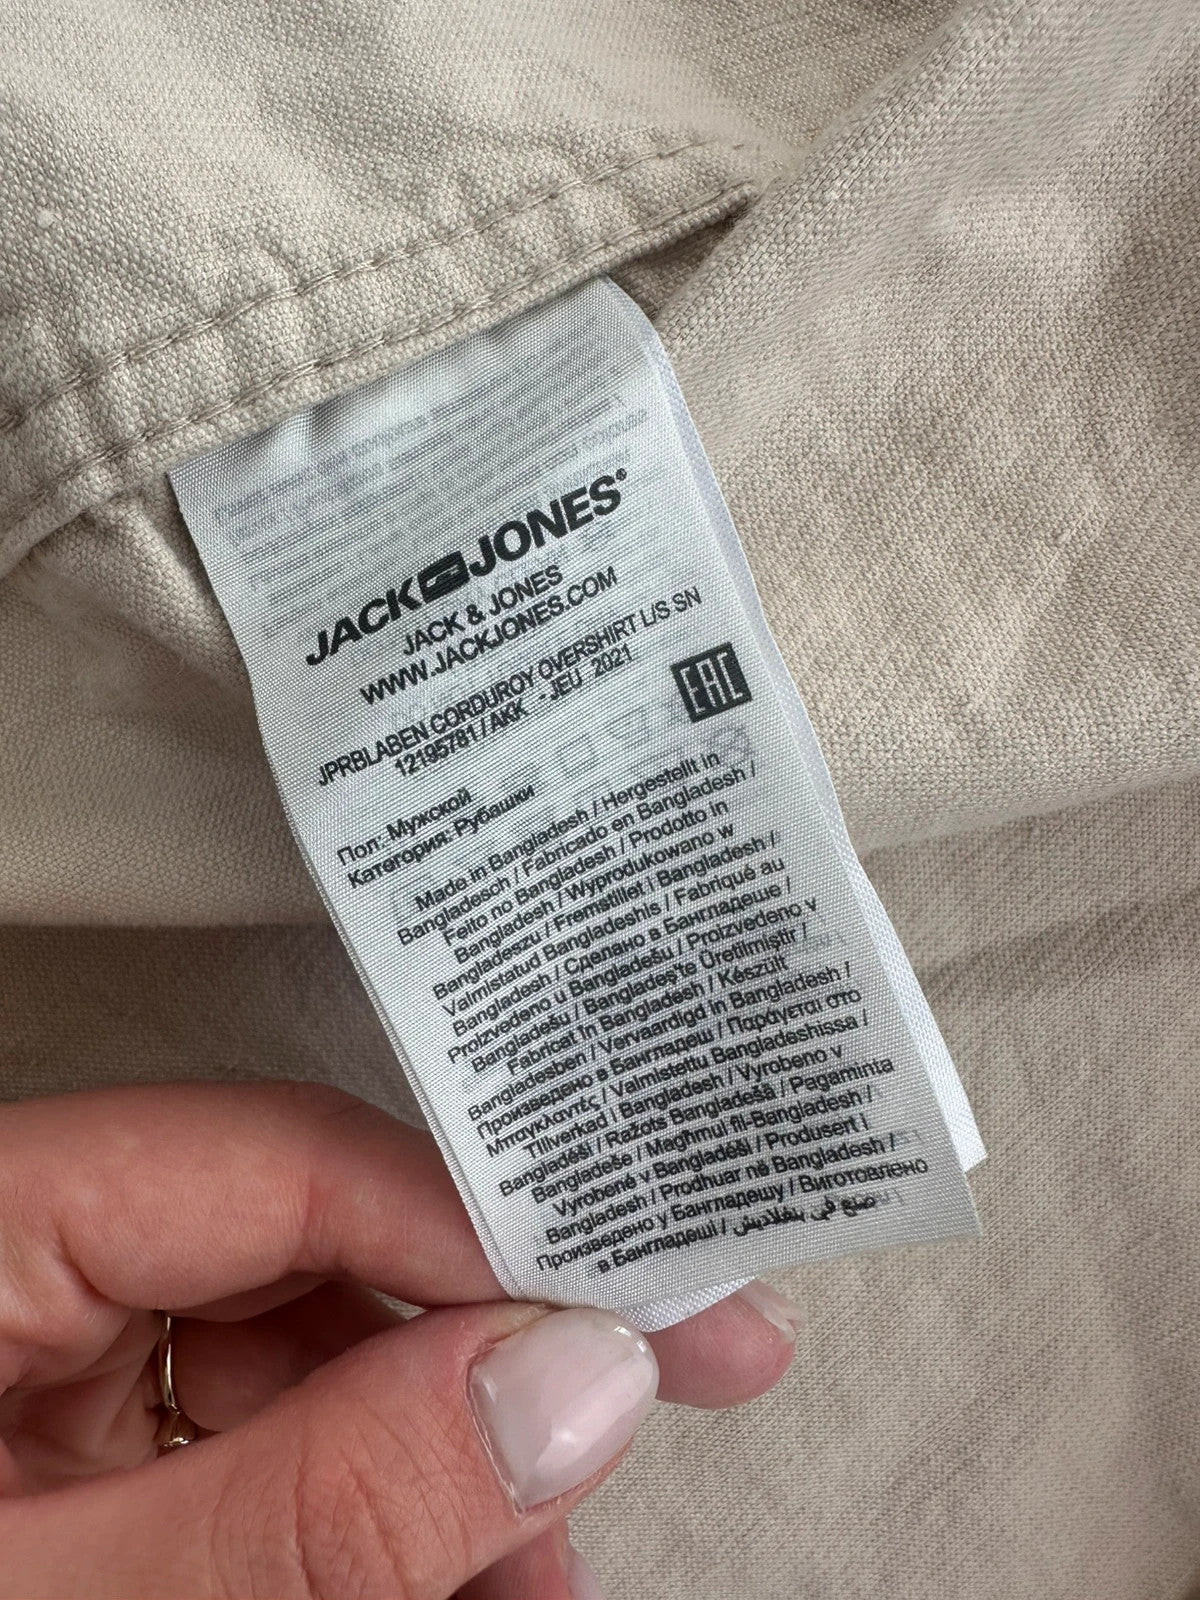 JACK JONES®
JACK & JONES
WWW.JACKJONES.COM
JPRBLABEN CORDUROY OVERSHIRT L/S SN
12195781 / AKK - JEU 2021
EAC
Пол: Мужской
Категория: Рубашки
Made in Bangladesh / Hergestellt in
Bangladesch / Fabricado en Bangladesh /
Feito no Bangladesh / Prodotto in
Bangladesh / Wyprodukowano w
Bangladeszu / Fremstillet i Bangladesh /
Valmistatud Bangladeshis / Fabriqué au
Bangladesh / Сделано в Бангладеше /
Proizvedeno u Bangladešu / Proizvedeno v
Bangladešu / Bangladeş'te Üretilmiştir /
Fabricat în Bangladesh / Készült
Bangladesben / Vervaardigd in Bangladesh /
Произведено в Бангладеш / Παράγεται στο
Μπαγκλαντές / Valmistettu Bangladeshissa /
Tillverkad i Bangladesh / Vyrobeno v
Bangladéši / Ražots Bangladešā / Pagaminta
Bangladeše / Magħmul fil-Bangladesh /
Vyrobené v Bangladéši / Produsert i
Bangladesh / Prodhuar në Bangladesh /
Произведено у Бангладешу / Виготовлено
в Бангладеші / صنع في بنغلاديش